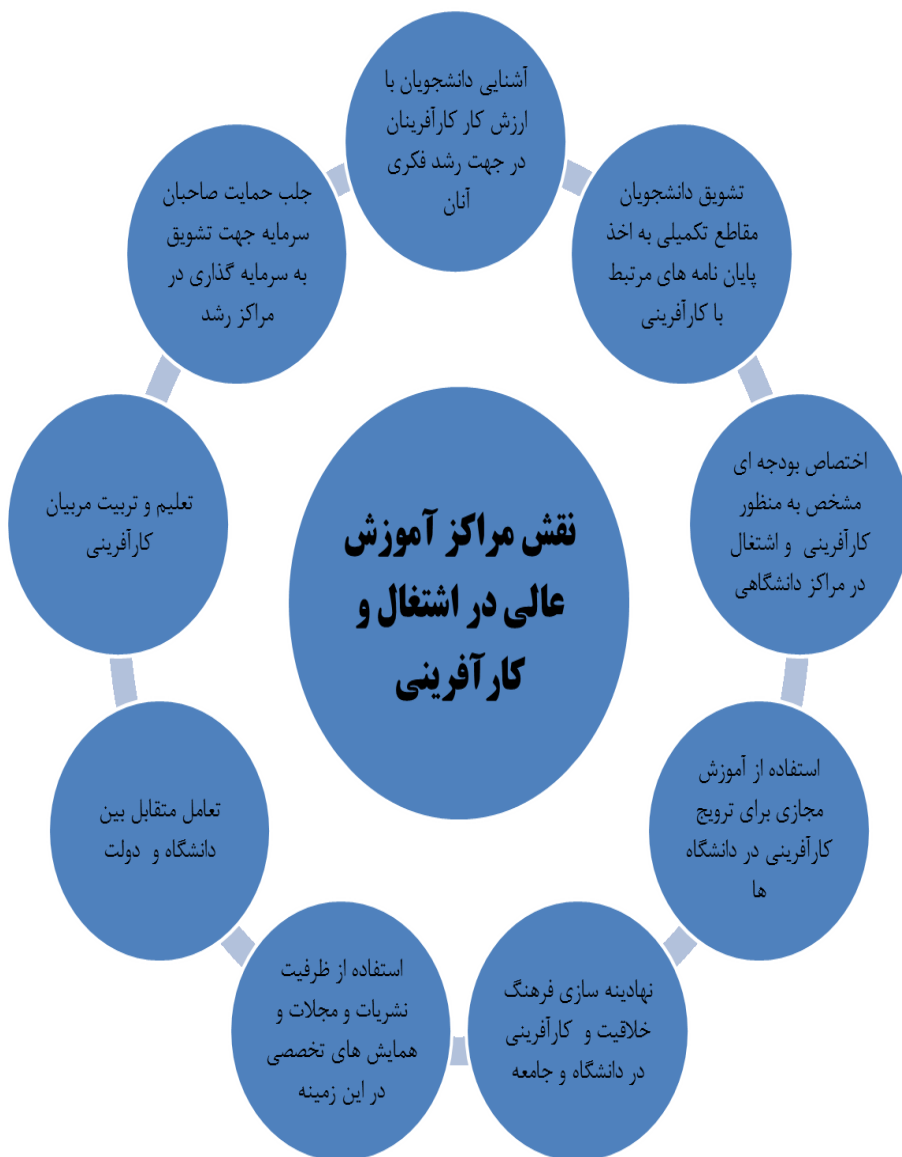 آشنایی دانشجویان با
ارزش کار کارآفرینان
در جهت رشد فکری
آنان
تشویق دانشجویان
مقاطع تکمیلی به اخذ
پایان نامه های مرتبط
با کارآفرینی
اختصاص بودجه ای
مشخص به منظور
کارآفرینی و اشتغال
در مراکز دانشگاهی
استفاده از آموزش
مجازی برای ترویج
کارآفرینی در دانشگاه
ها
نهادینه سازی فرهنگ
خلاقیت و کارآفرینی
در دانشگاه و جامعه
استفاده از ظرفیت
نشریات و مجلات و
همایش های تخصصی
در این زمینه
تعامل متقابل بین
دانشگاه و دولت
تعلیم و تربیت مربیان
کارآفرینی
جلب حمایت صاحبان
سرمایه جهت تشویق
به سرمایه گذاری در
مراکز رشد
نقش مراکز آموزش
عالی در اشتغال و
کارآفرینی